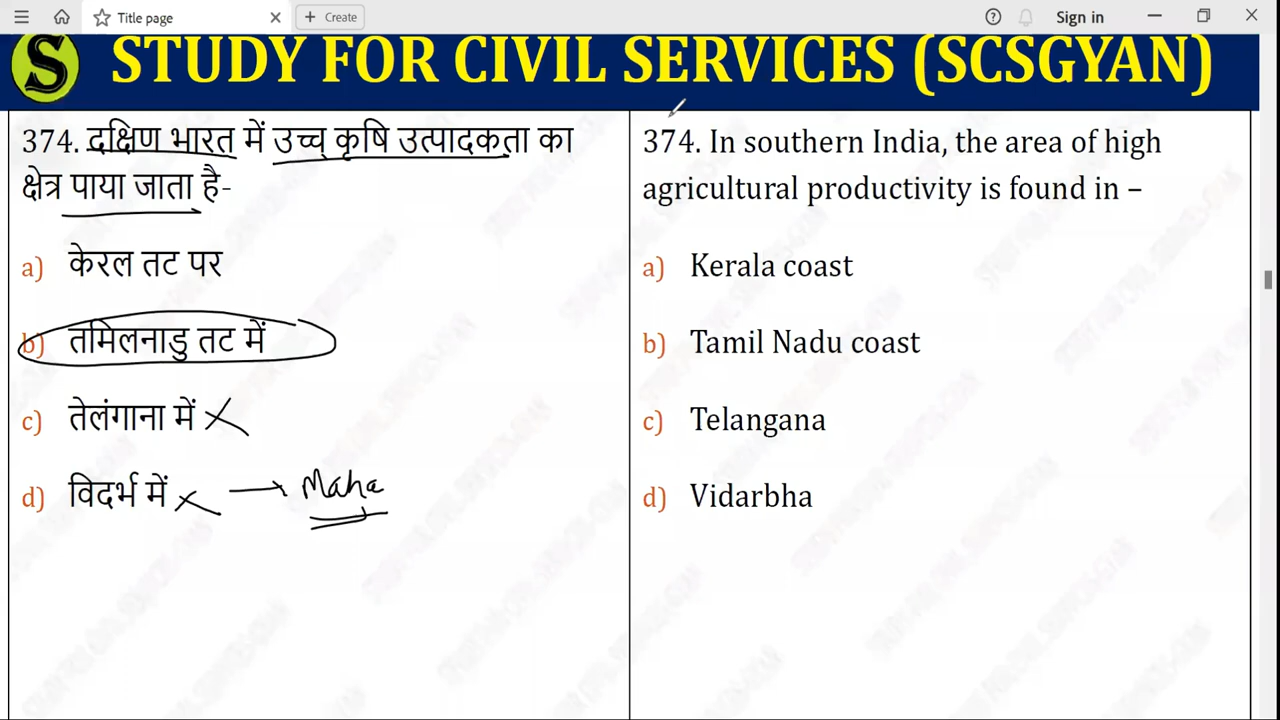 Title page
Create
Sign in
S
STUDY FOR CIVIL SERVICES (SCSGYAN)
374. दक्षिण भारत में उच्च कृषि उत्पादकता का
क्षेत्र पाया जाता है-
a) केरल तट पर
b) तमिलनाडु तट में
c) तेलंगाना में
d) विदर्भ में
Maha
374. In southern India, the area of high
agricultural productivity is found in –
a) Kerala coast
b) Tamil Nadu coast
c) Telangana
d) Vidarbha